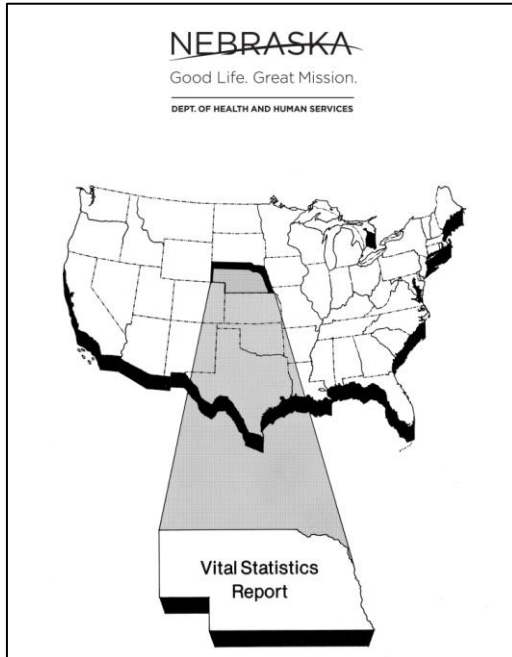 NEBRASKA
Good Life. Great Mission.
DEPT. OF HEALTH AND HUMAN SERVICES
Vital Statistics
Report